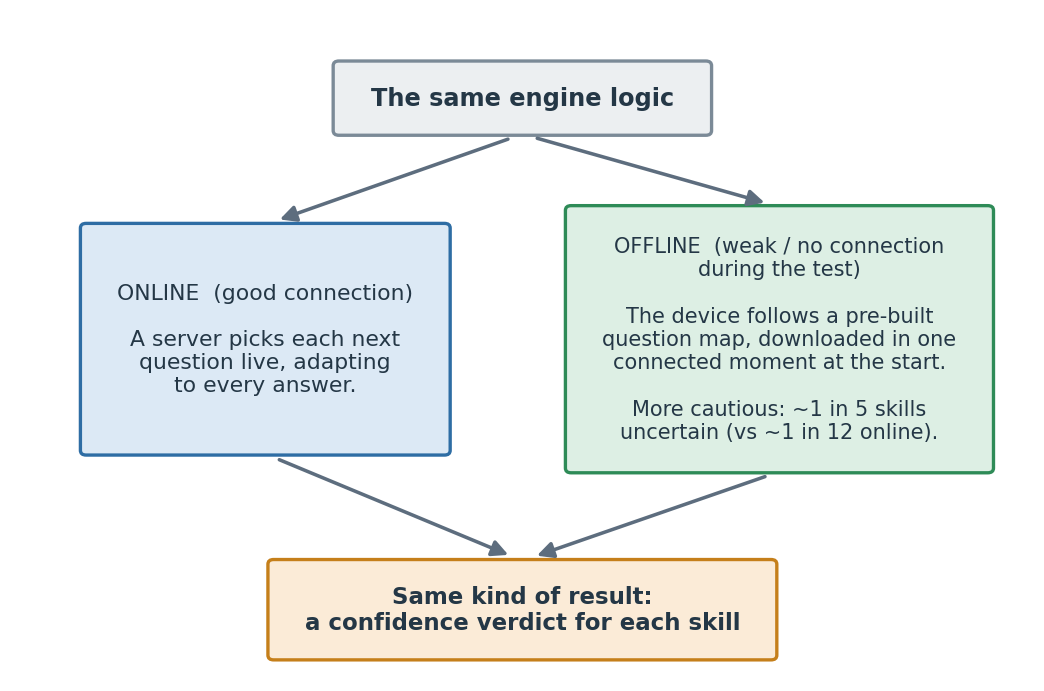 The same engine logic
ONLINE  (good connection)
A server picks each next
question live, adapting
to every answer.
OFFLINE  (weak / no connection
during the test)
The device follows a pre-built
question map, downloaded in one
connected moment at the start.
More cautious: ~1 in 5 skills
uncertain (vs ~1 in 12 online).
Same kind of result:
a confidence verdict for each skill